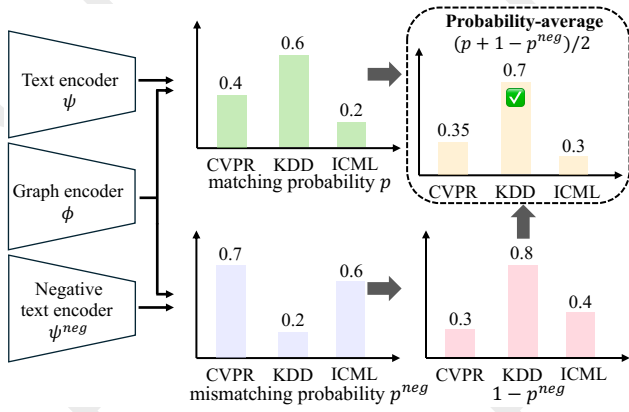 Text encoder
ψ
Graph encoder
ϕ
Negative
text encoder
ψ^{neg}
0.4
0.6
0.2
CVPR KDD ICML
matching probability p
Probability-average
(p + 1 − p^{neg})/2
0.35
0.7
0.3
CVPR KDD ICML
0.7
0.2
0.6
CVPR KDD ICML
mismatching probability p^{neg}
0.3
0.8
0.4
CVPR KDD ICML
1 − p^{neg}